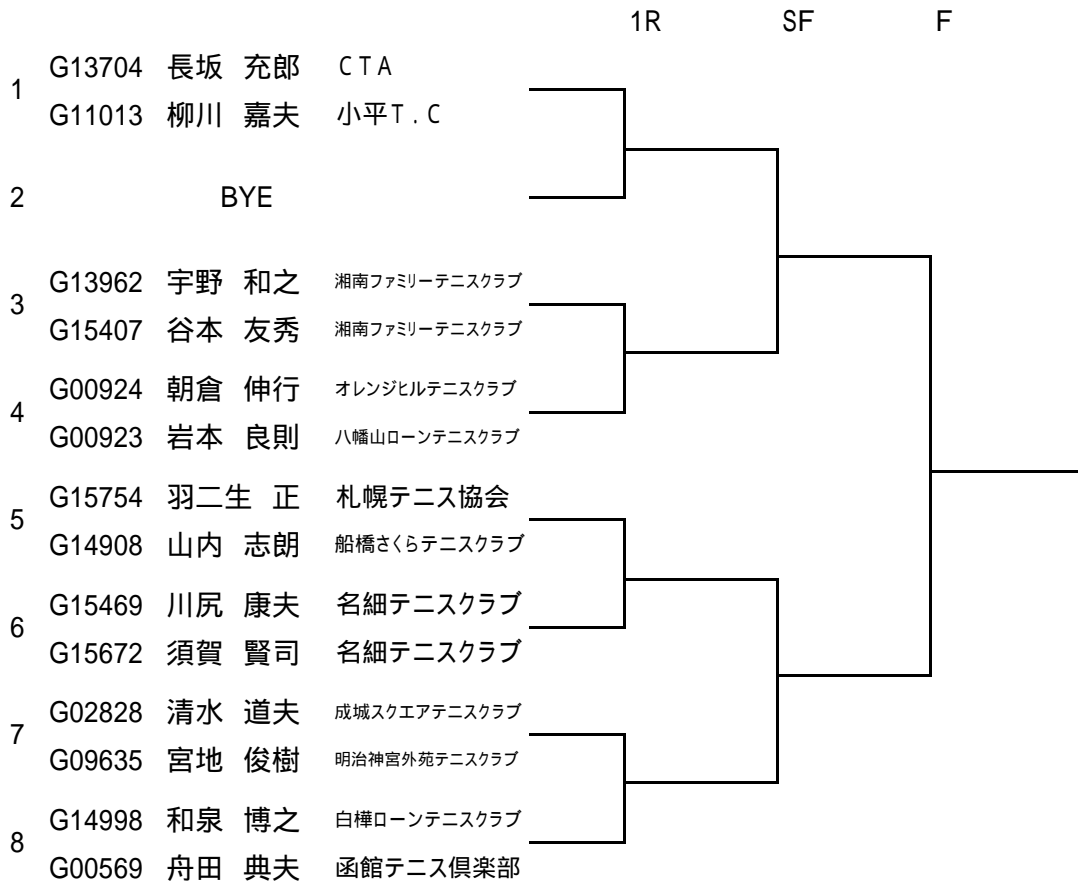 1R SF F
1
G13704 長坂 充郎 CTA
G11013 柳川 嘉夫 小平T.C
2 BYE
3
G13962 宇野 和之 湘南ファミリーテニスクラブ
G15407 谷本 友秀 湘南ファミリーテニスクラブ
4
G00924 朝倉 伸行 オレンジヒルテニスクラブ
G00923 岩本 良則 八幡山ローンテニスクラブ
5
G15754 羽二生 正 札幌テニス協会
G14908 山内 志朗 船橋さくらテニスクラブ
6
G15469 川尻 康夫 名細テニスクラブ
G15672 須賀 賢司 名細テニスクラブ
7
G02828 清水 道夫 成城スクエアテニスクラブ
G09635 宮地 俊樹 明治神宮外苑テニスクラブ
8
G14998 和泉 博之 白樺ローンテニスクラブ
G00569 舟田 典夫 函館テニス倶楽部